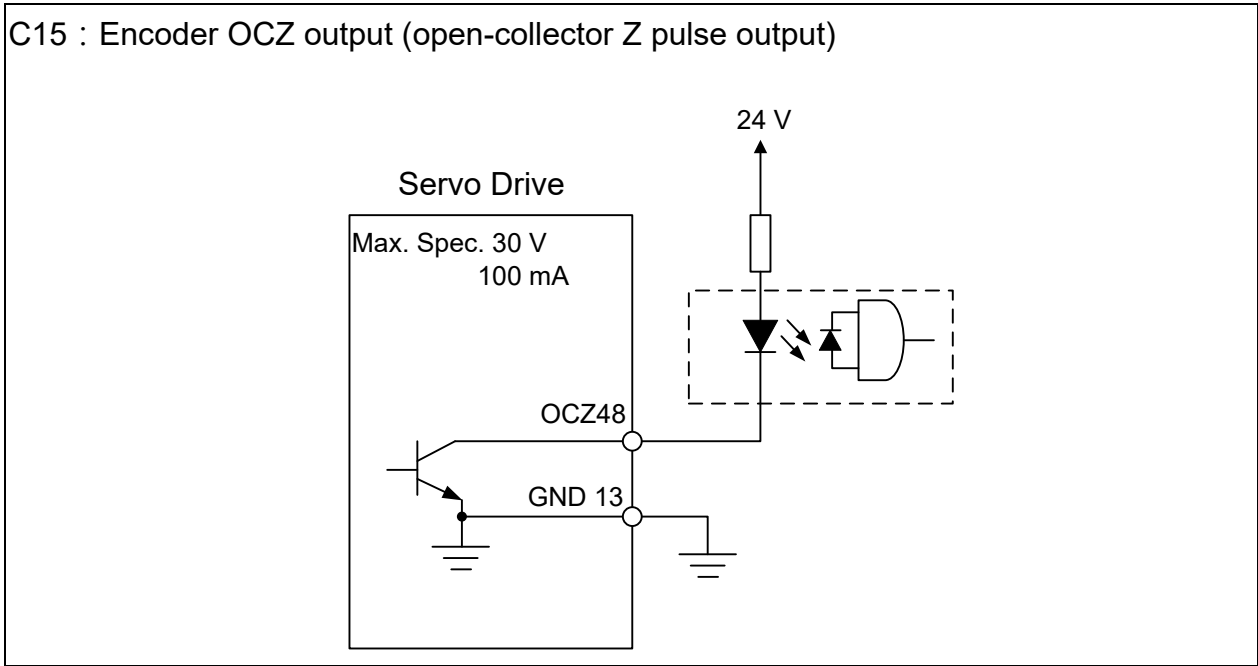 C15：Encoder OCZ output (open-collector Z pulse output)
24 V
Servo Drive
Max. Spec. 30 V
100 mA
OCZ48
GND 13